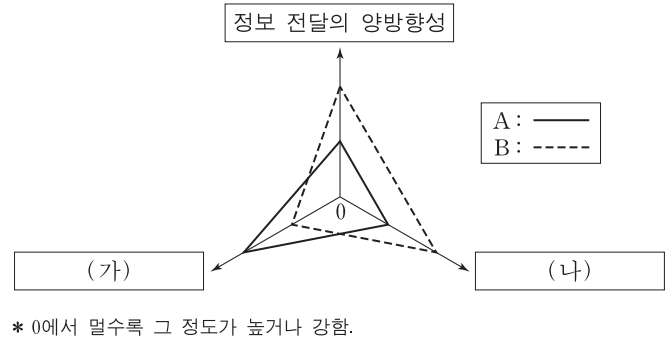 정보 전달의 양방향성
A:
B:
0
(가)
(나)
* 0에서 멀수록 그 정도가 높거나 강함.